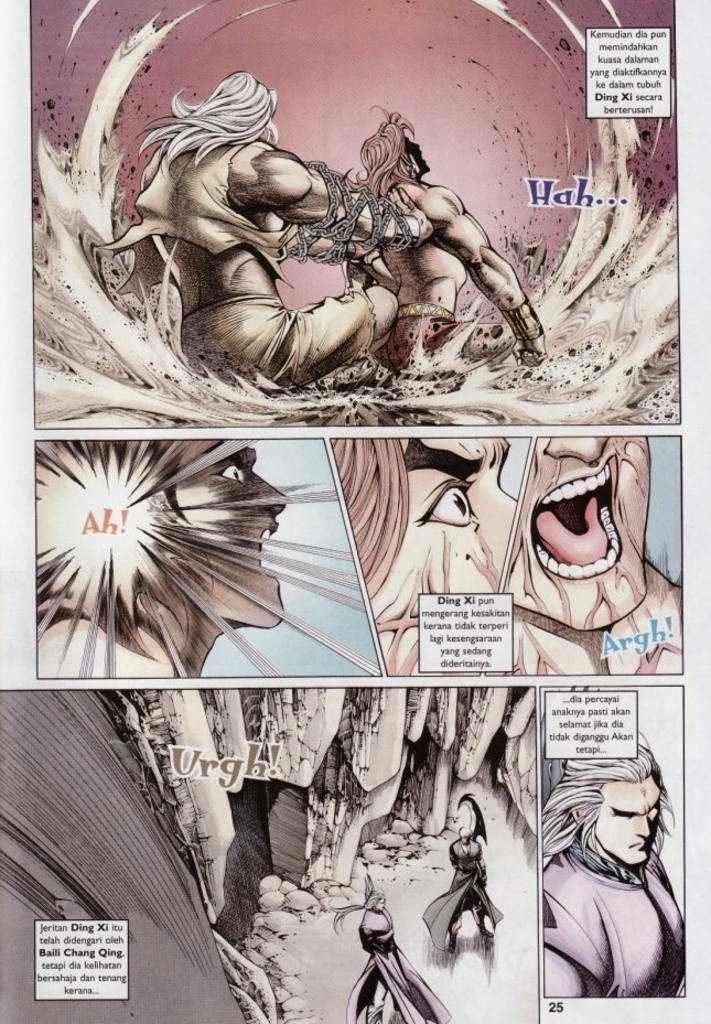 Kemudian dia pun
memindahkan
kuasa dalaman
yang diaktifkannya
ke dalam tubuh
Ding Xi secara
berterusan!
Hah...
Ah!
Ding Xi pun
mengerang kesakitan
kerana tidak terperi
lagi kesengsaraan
yang sedang
dideritainya.
Argh!
Urgh!
Jeritan Ding Xi itu
telah didengari oleh
Baili Chang Qing,
tetapi dia kelihatan
bersahaja dan tenang
kerana...
...dia percayai
anaknya pasti akan
selamat jika dia
tidak diganggu Akan
tetapi...
25